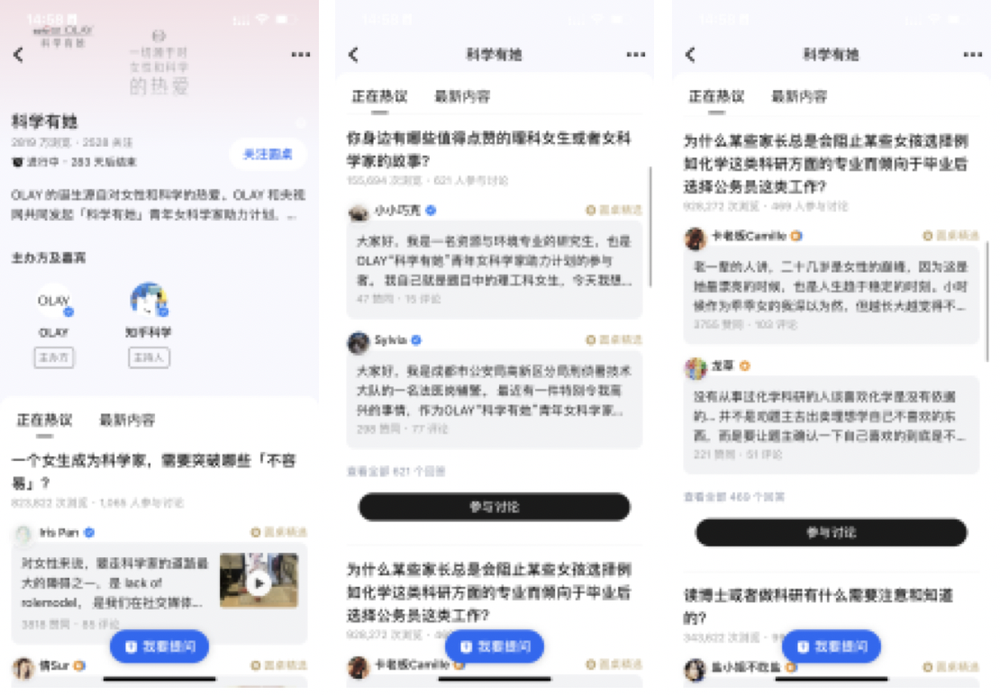 14:58
OLAY
科学有她
一切源于对
女性和科学
的热爱
科学有她
2819 万浏览 · 2528 关注
进行中 · 283 天后结束
关注圆桌
OLAY 的诞生源自对女性和科学的热爱。OLAY 和央视
网共同发起「科学有她」青年女科学家助力计划，...
主办方及嘉宾
OLAY
OLAY
主办方
知乎科学
主持人
正在热议 最新内容
一个女生成为科学家，需要突破哪些「不容
易」？
823,822 次浏览 · 1,065 人参与讨论
Iris Pan
圆桌精选
对女性来说，要走科学家的道路最
大的障碍之一，是 lack of
rolemodel，是我们在社交媒体...
3818 赞同 · 85 评论
我要提问
情Sur
圆桌精选
14:58
科学有她
正在热议 最新内容
你身边有哪些值得点赞的理科女生或者女科
学家的故事？
155,694 次浏览 · 621 人参与讨论
小小巧克
圆桌精选
大家好，我是一名资源与环境专业的研究生，也是
OLAY“科学有她”青年女科学家助力计划的参与
者。我自己就是题目中的理工科女生，今天我想...
47 赞同 · 15 评论
Sylvia
圆桌精选
大家好，我是成都市公安局高新区分局刑侦着技术
大队的一名法医岗辅警， 最近有一件特别令我高
兴的事情，作为OLAY“科学有她”青年女科学家...
298 赞同 · 77 评论
查看全部 621 个回答
参与讨论
为什么某些家长总是会阻止某些女孩选择例
如化学这类科研方面的专业而倾向于毕业后
选择公务员这类工作？
928,272 次浏览 · 46
我要提问
卡老板Camille
圆桌精选
14:58
科学有她
正在热议 最新内容
为什么某些家长总是会阻止某些女孩选择例
如化学这类科研方面的专业而倾向于毕业后
选择公务员这类工作？
928,272 次浏览 · 469 人参与讨论
卡老板Camille
圆桌精选
老一辈的人讲，二十几岁是女性的巅峰，因为这是
她最漂亮的时候，也是人生趋于稳定的时刻。小时
候作为乖乖女的我深以为然，但越长大越觉得不...
3755 赞同 · 103 评论
龙草
圆桌精选
没有从事过化学科研的人谈喜欢化学是没有依据
的... 并不是劝题主去出卖理想学自己不喜欢的东
西，而是要让题主确认一下自己喜欢的到底是不...
221 赞同 · 51 评论
查看全部 469 个回答
参与讨论
读博士或者做科研有什么需要注意和知道
的？
343,622 次浏览
我要提问
盐小姐不吃盐
圆桌精选